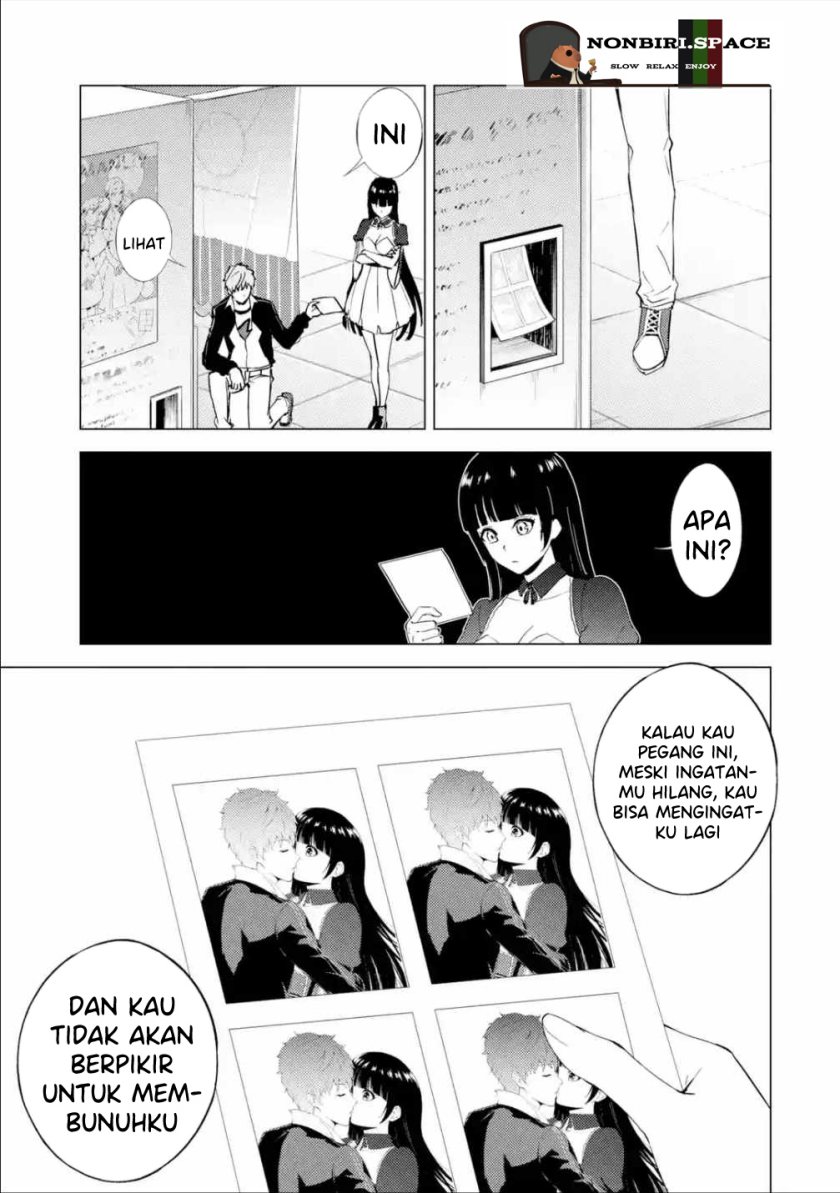 NONBIRI.SPACE
SLOW RELAX ENJOY
INI
LIHAT
APA
INI?
KALAU KAU
PEGANG INI,
MESKI INGATAN-
MU HILANG, KAU
BISA MENGINGAT-
KU LAGI
DAN KAU
TIDAK AKAN
BERPIKIR
UNTUK MEM-
BUNUHKU